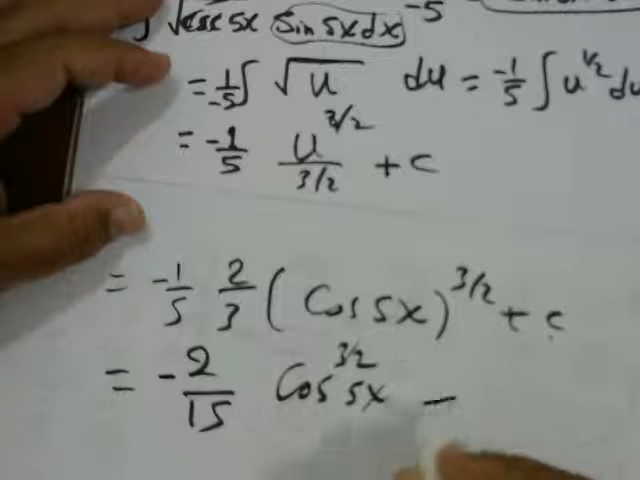 ∫ √cos 5x sin 5x dx -5
= 1/-5 ∫ √u du = -1/5 ∫ u^1/2 du
= -1/5 u^3/2 / 3/2 + c
= -1/5 2/3 (cos 5x)^3/2 + c
= -2/15 cos^3/2 5x -